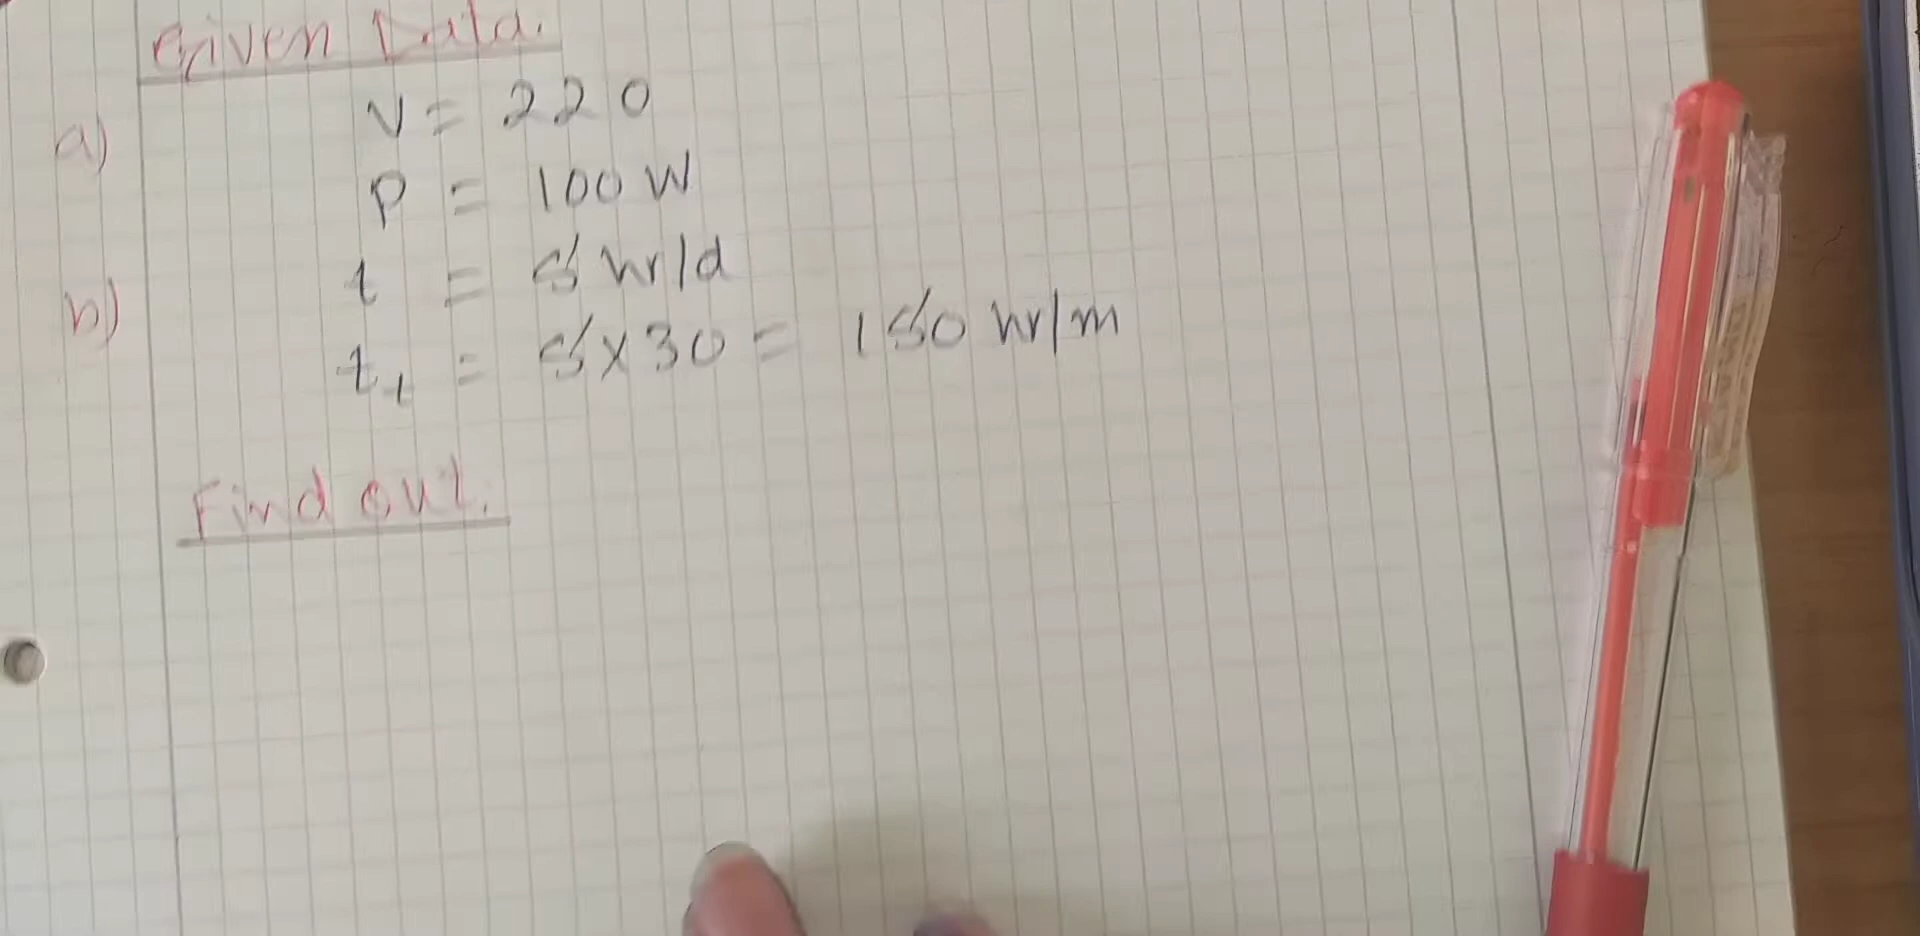 Given Data.
a) V = 220
P = 100 W
b) t = 5 hr/d
t₁ = 5 x 30 = 150 hr/m
Find out.